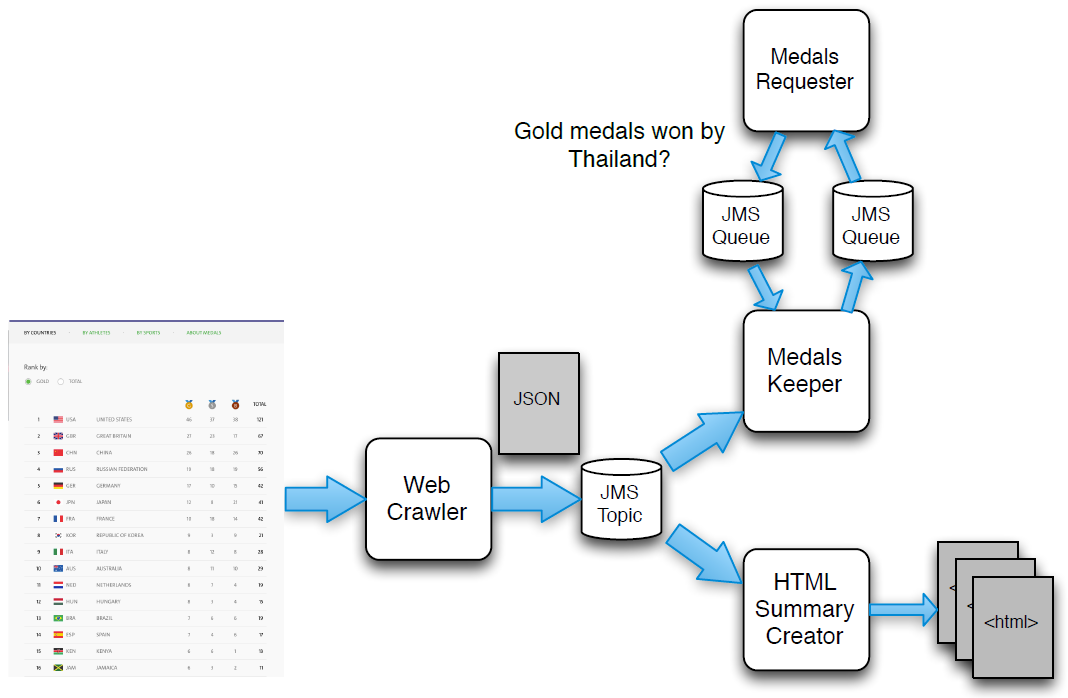 Medals
Requester
Gold medals won by
Thailand?
JMS
Queue
JMS
Queue
Medals
Keeper
BY COUNTRIES BY ATHLETES BY SPORTS ABOUT MEDALS
Rank by:
GOLD TOTAL
TOTAL
1 USA UNITED STATES 46 37 38 121
2 GBR GREAT BRITAIN 27 23 17 67
3 CHN CHINA 26 18 26 70
4 RUS RUSSIAN FEDERATION 19 18 19 56
5 GER GERMANY 17 10 15 42
6 JPN JAPAN 12 8 21 41
7 FRA FRANCE 10 18 14 42
8 KOR REPUBLIC OF KOREA 9 3 9 21
9 ITA ITALY 8 12 8 28
10 AUS AUSTRALIA 8 11 10 29
11 NED NETHERLANDS 8 7 4 19
12 HUN HUNGARY 8 3 4 15
13 BRA BRAZIL 7 6 6 19
14 ESP SPAIN 7 4 6 17
15 KEN KENYA 6 6 1 13
16 JAM JAMAICA 6 3 2 11
JSON
Web
Crawler
JMS
Topic
HTML
Summary
Creator
<
<
<html>